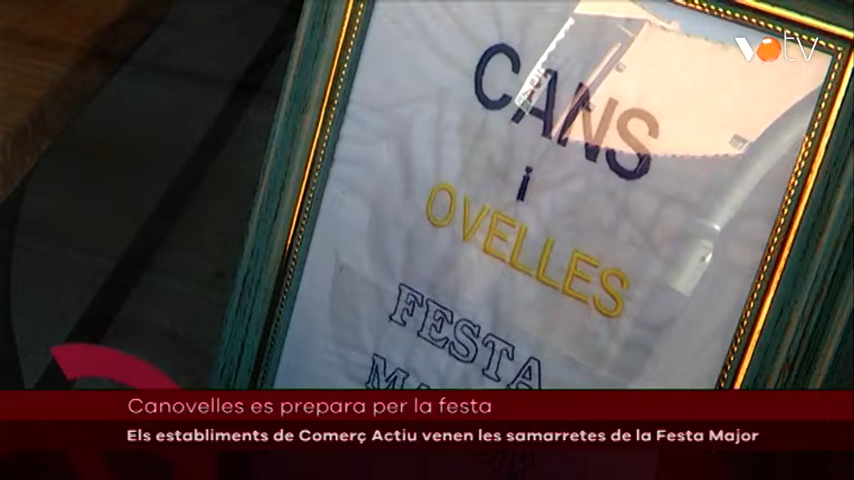 votv
CANS
i
OVELLES
FESTA
Canovelles es prepara per la festa
Els establiments de Comerç Actiu venen les samarretes de la Festa Major